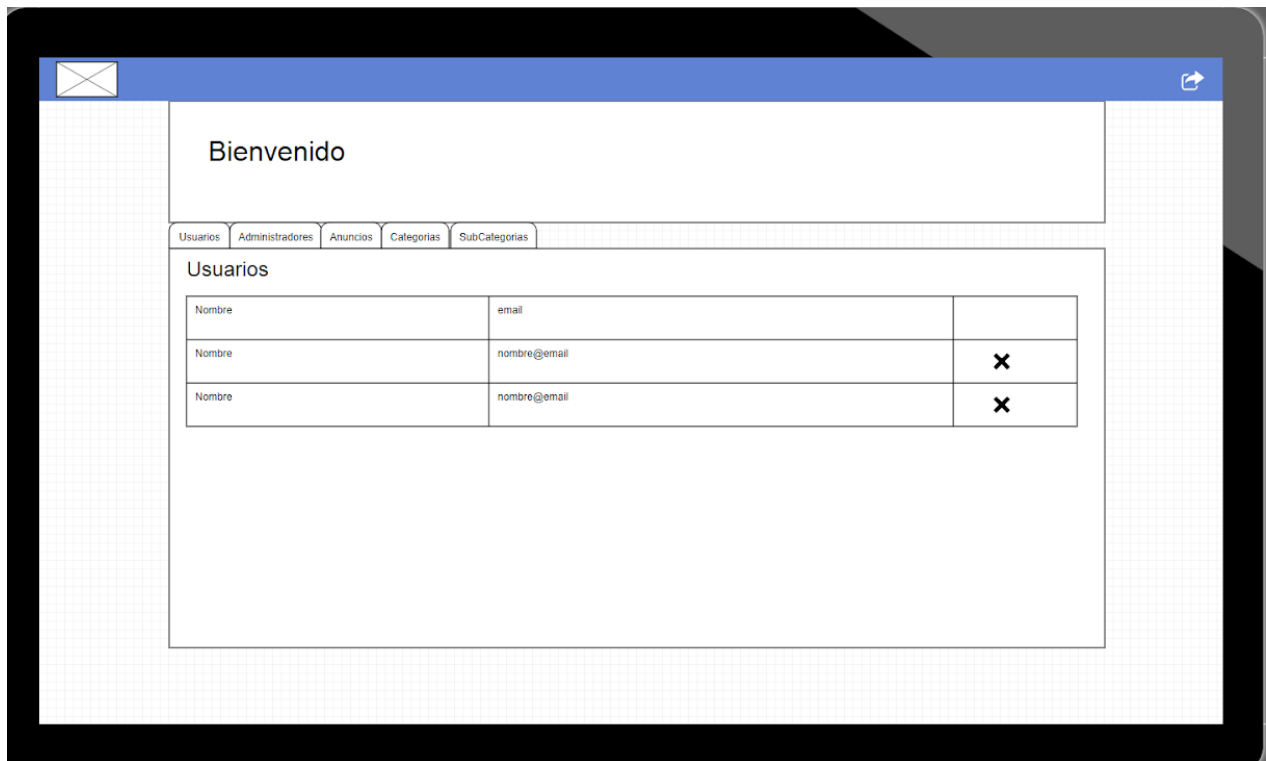 Bienvenido
Usuarios Administradores Anuncios Categorias SubCategorias
Usuarios
Nombre email
Nombre nombre@email
Nombre nombre@email